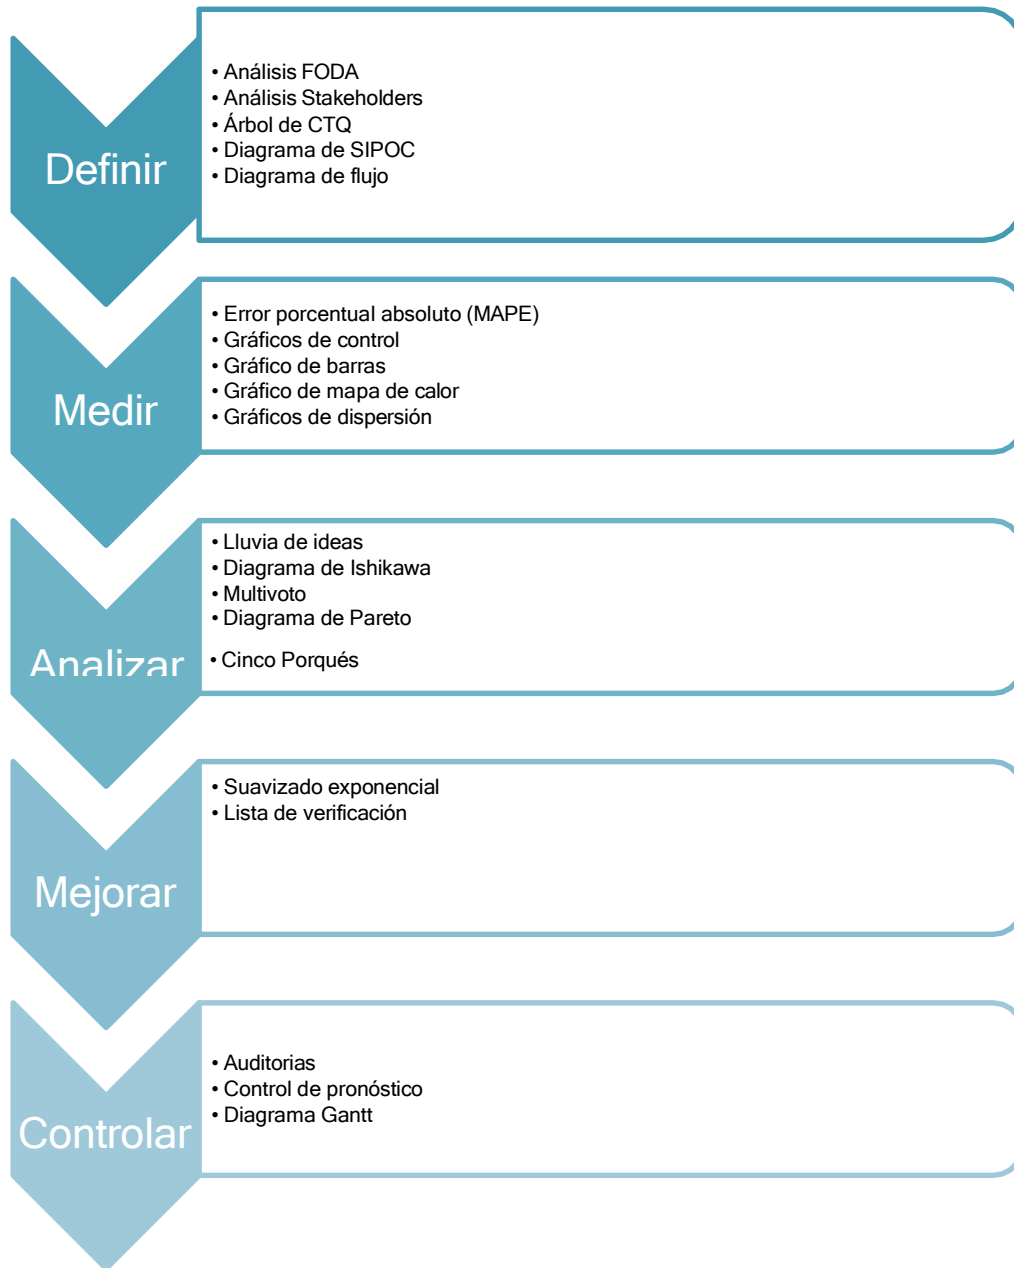 Definir
• Análisis FODA
• Análisis Stakeholders
• Árbol de CTQ
• Diagrama de SIPOC
• Diagrama de flujo
Medir
• Error porcentual absoluto (MAPE)
• Gráficos de control
• Gráfico de barras
• Gráfico de mapa de calor
• Gráficos de dispersión
Analizar
• Lluvia de ideas
• Diagrama de Ishikawa
• Multivoto
• Diagrama de Pareto
• Cinco Porqués
Mejorar
• Suavizado exponencial
• Lista de verificación
Controlar
• Auditorias
• Control de pronóstico
• Diagrama Gantt